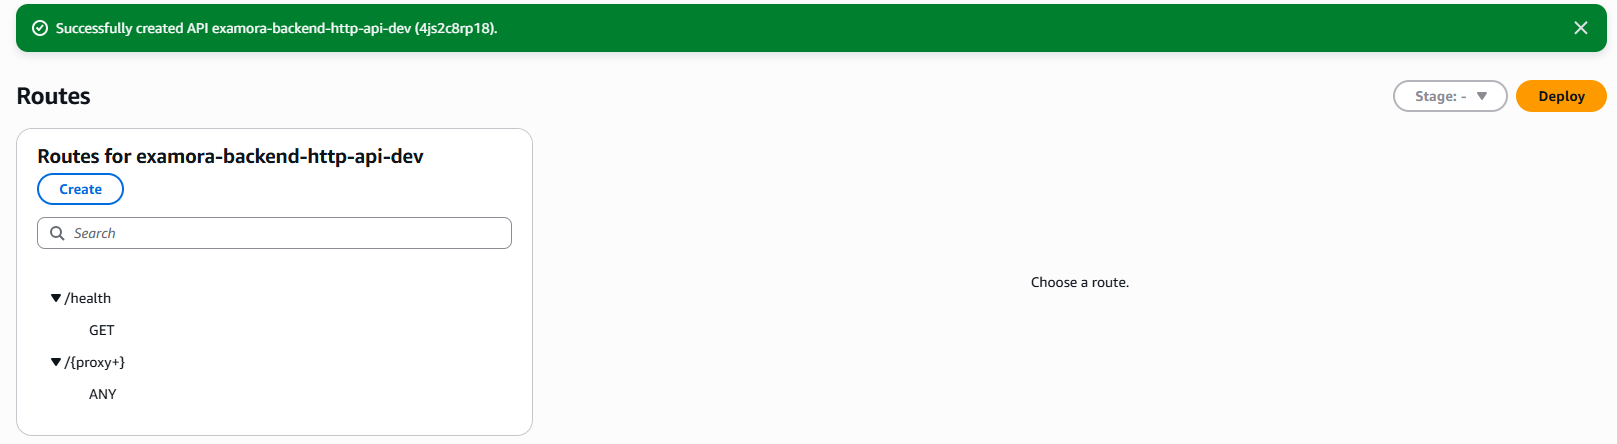 Successfully created API examora-backend-http-api-dev (4js2c8rp18).
Routes
Stage: -
Deploy
Routes for examora-backend-http-api-dev
Create
Search
/health
GET
/{proxy+}
ANY
Choose a route.